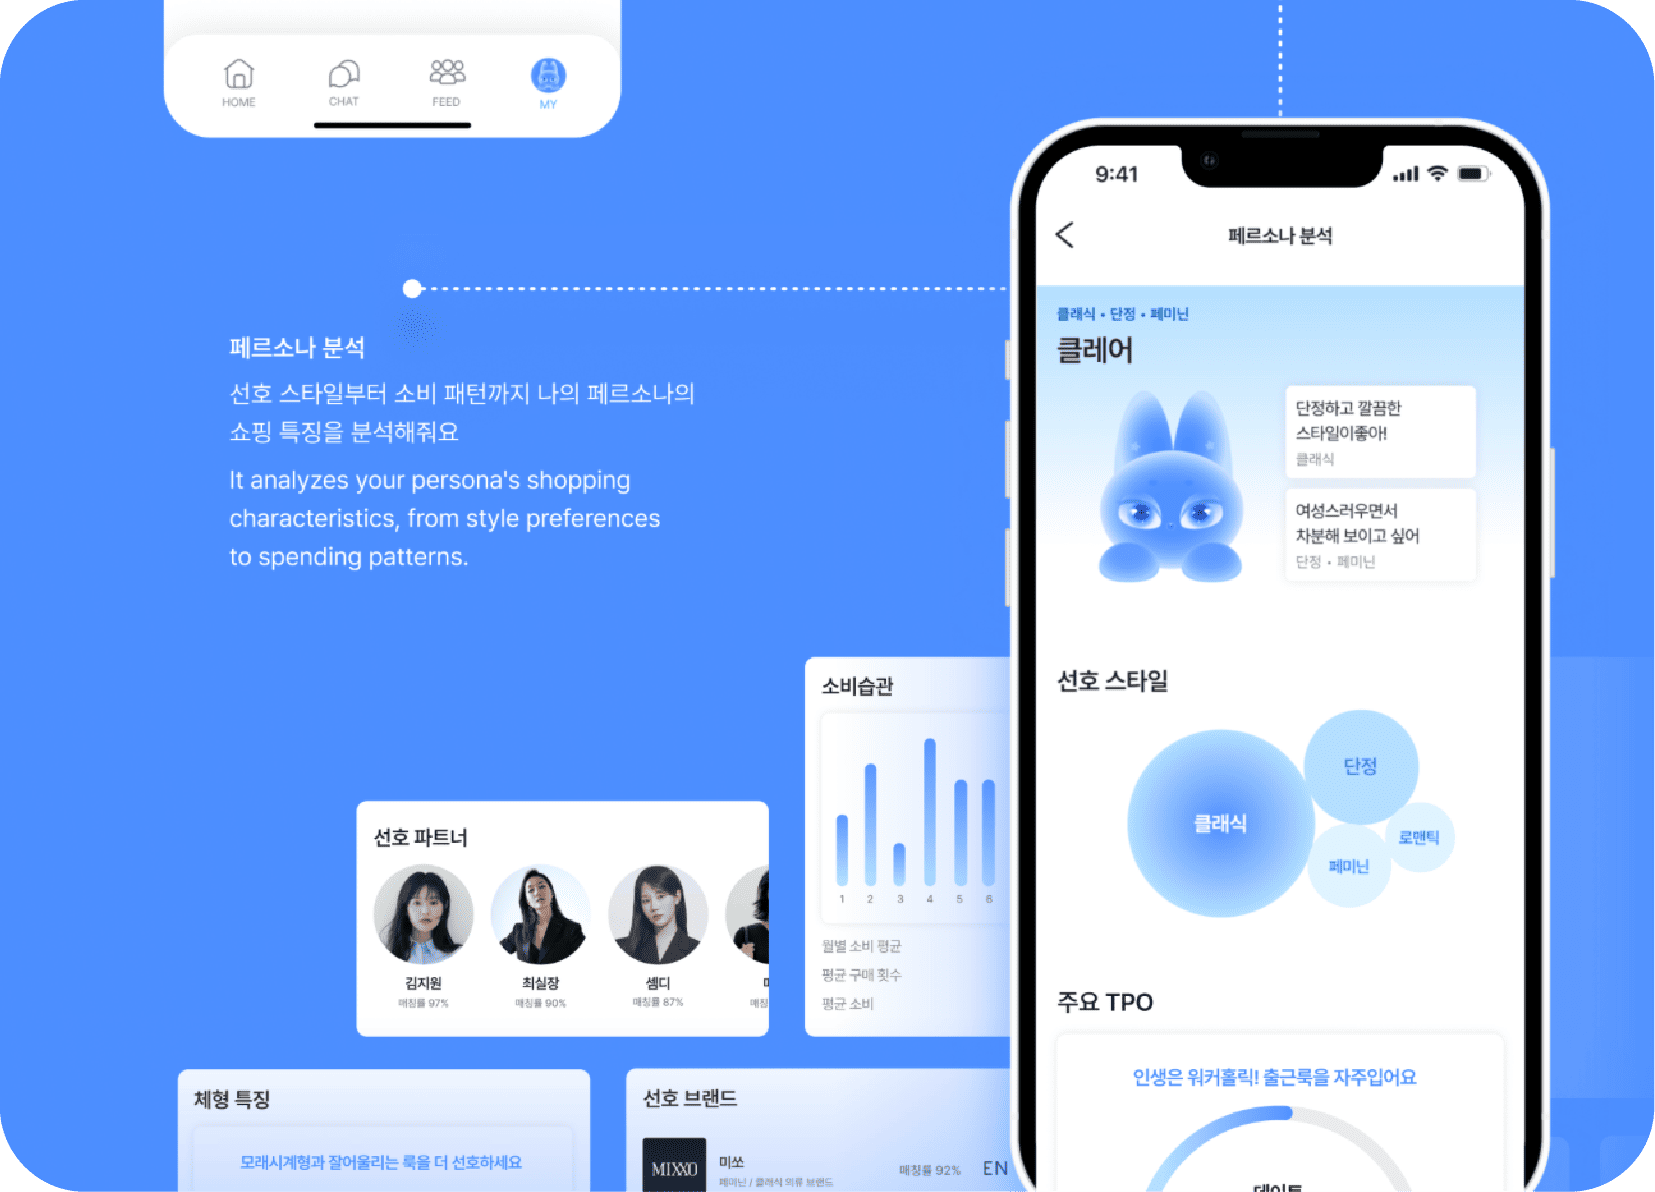 HOME
CHAT
FEED
MY
페르소나 분석
선호 스타일부터 소비 패턴까지 나의 페르소나의
쇼핑 특징을 분석해줘요
It analyzes your persona's shopping
characteristics, from style preferences
to spending patterns.
9:41
페르소나 분석
클래식 • 단정 • 페미닌
클레어
단정하고 깔끔한
스타일이좋아!
클래식
여성스러우면서
차분해 보이고 싶어
단정 • 페미닌
선호 스타일
클래식
단정
로맨틱
페미닌
주요 TPO
인생은 워커홀릭! 출근룩을 자주입어요
데이트
소비습관
1 2 3 4 5 6
월별 소비 평균
평균 구매 횟수
평균 소비
선호 파트너
김지원
매칭률 97%
최실장
매칭률 90%
쎔디
매칭률 87%
매칭
체형 특징
모래시계형과 잘어울리는 룩을 더 선호하세요
선호 브랜드
MIXXO
미쏘
페미닌 / 클래식 의류 브랜드
매칭률 92%
EN